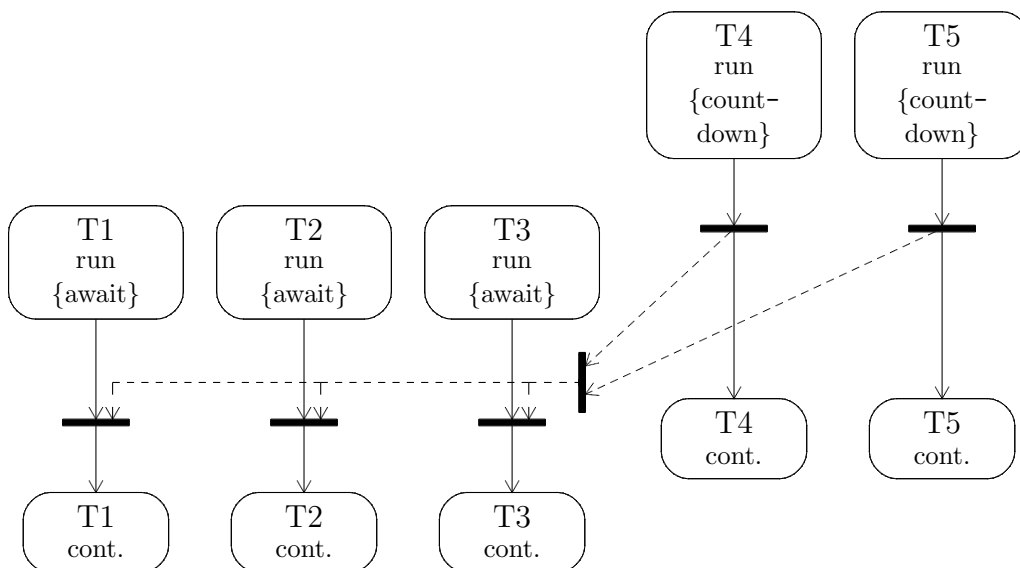 T4
run
{count-
down}
T5
run
{count-
down}
T1
run
{await}
T2
run
{await}
T3
run
{await}
T4
cont.
T5
cont.
T1
cont.
T2
cont.
T3
cont.